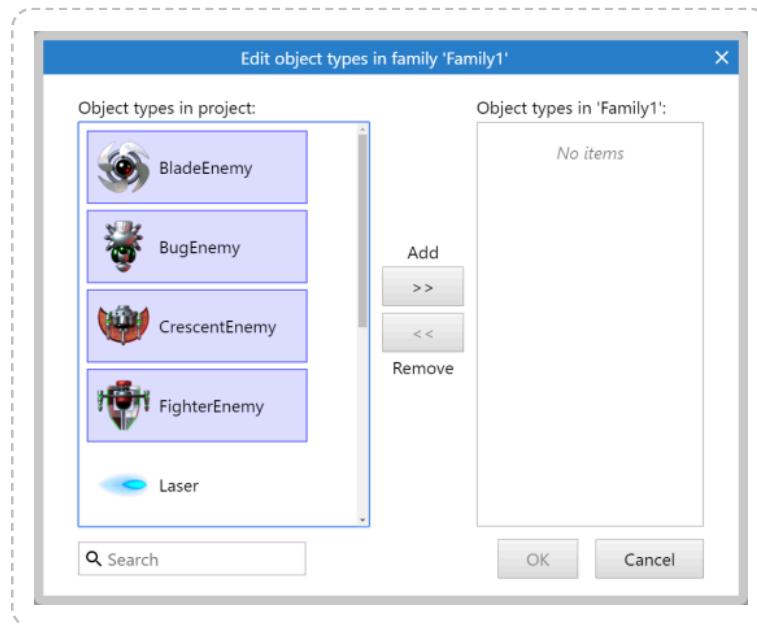 Edit object types in family 'Family1'
Object types in project:
Object types in 'Family1':
BladeEnemy
BugEnemy
CrescentEnemy
FighterEnemy
Laser
Add
>>
<<
Remove
No items
Search
OK
Cancel